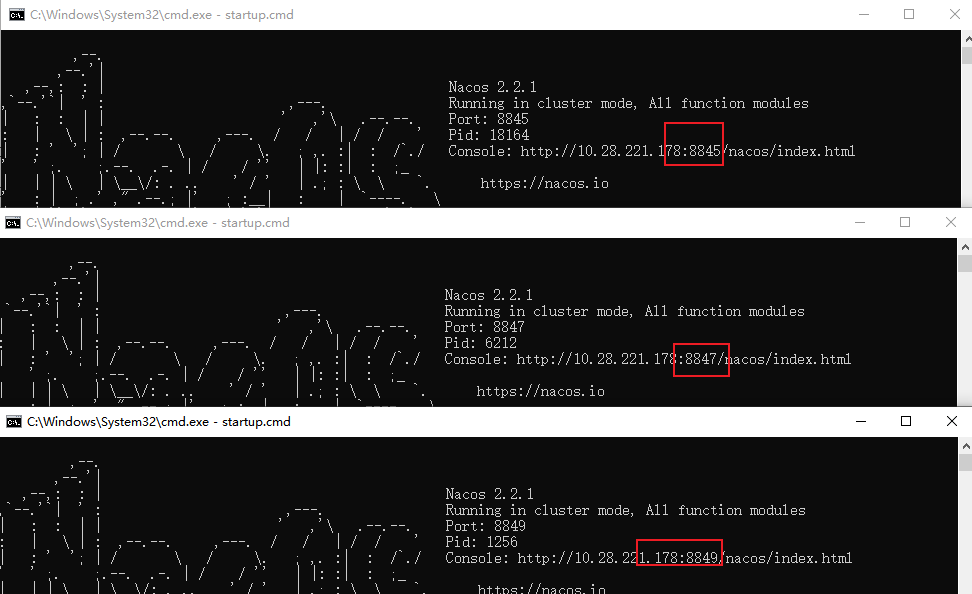 C:\Windows\System32\cmd.exe - startup.cmd
Nacos 2.2.1
Running in cluster mode, All function modules
Port: 8845
Pid: 18164
Console: http://10.28.221.178:8845/nacos/index.html
https://nacos.io
C:\Windows\System32\cmd.exe - startup.cmd
Nacos 2.2.1
Running in cluster mode, All function modules
Port: 8847
Pid: 6212
Console: http://10.28.221.178:8847/nacos/index.html
https://nacos.io
C:\Windows\System32\cmd.exe - startup.cmd
Nacos 2.2.1
Running in cluster mode, All function modules
Port: 8849
Pid: 1256
Console: http://10.28.221.178:8849/nacos/index.html
https://nacos.io